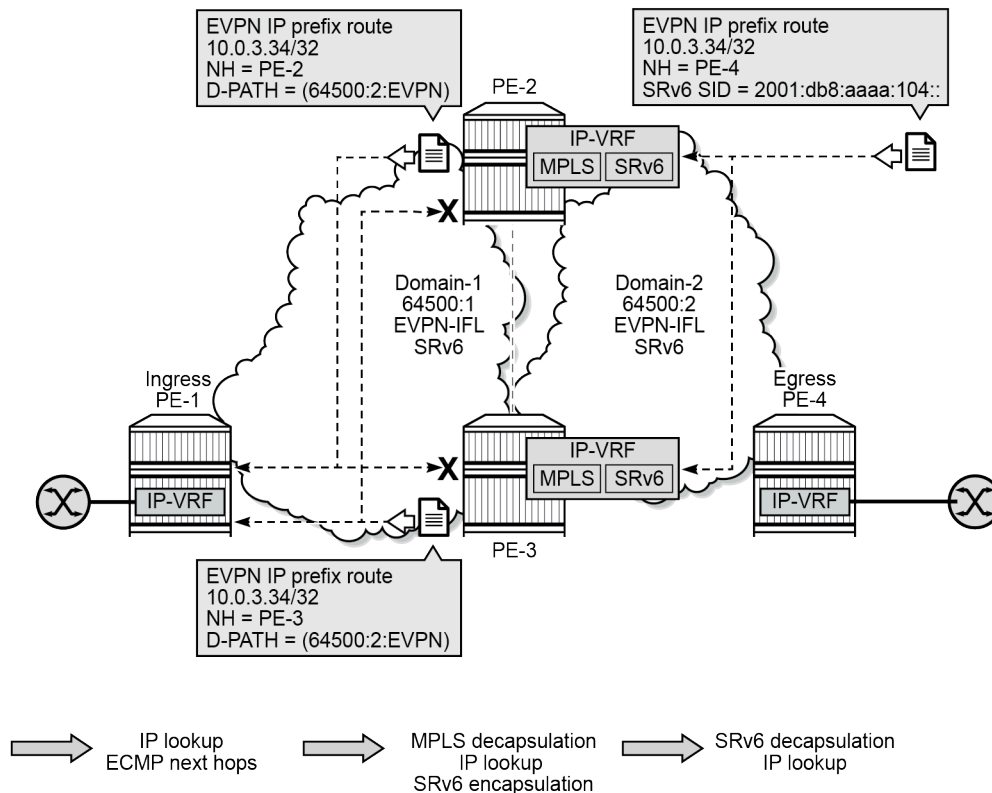 EVPN IP prefix route
10.0.3.34/32
NH = PE-2
D-PATH = (64500:2:EVPN)
EVPN IP prefix route
10.0.3.34/32
NH = PE-4
SRv6 SID = 2001:db8:aaaa:104::
PE-2
IP-VRF
MPLS
SRv6
Domain-1
64500:1
EVPN-IFL
SRv6
Domain-2
64500:2
EVPN-IFL
SRv6
Ingress
PE-1
IP-VRF
IP-VRF
MPLS
SRv6
PE-3
Egress
PE-4
IP-VRF
EVPN IP prefix route
10.0.3.34/32
NH = PE-3
D-PATH = (64500:2:EVPN)
IP lookup
ECMP next hops
MPLS decapsulation
IP lookup
SRv6 encapsulation
SRv6 decapsulation
IP lookup